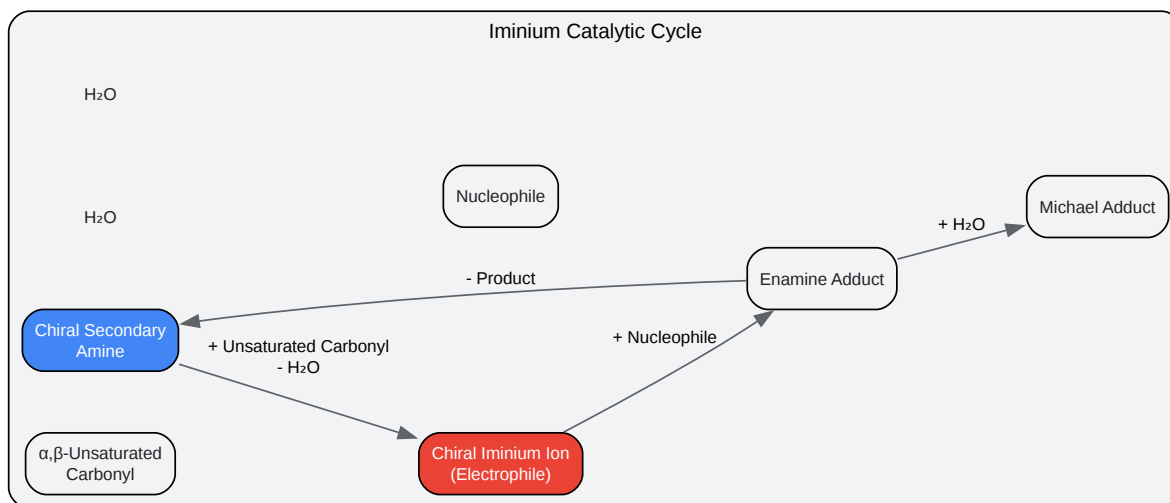 Iminium Catalytic Cycle
H₂O
Nucleophile
H₂O
Michael Adduct
+ H₂O
Enamine Adduct
- Product
Chiral Secondary
Amine
+ Unsaturated Carbonyl
- H₂O
+ Nucleophile
α,β-Unsaturated
Carbonyl
Chiral Iminium Ion
(Electrophile)